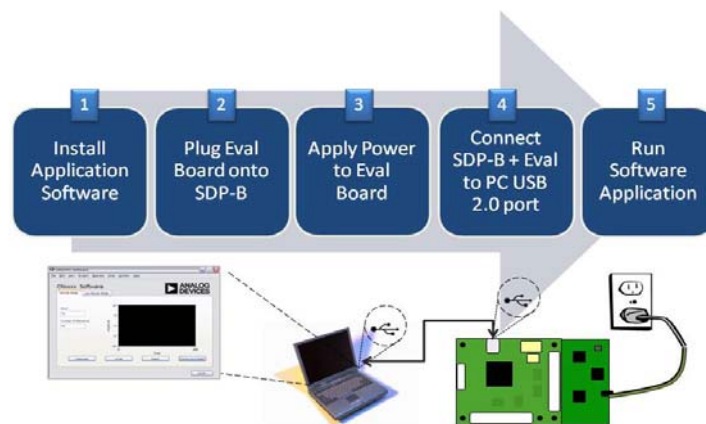 1
Install
Application
Software
2
Plug Eval
Board onto
SDP-B
3
Apply Power
to Eval
Board
4
Connect
SDP-B + Eval
to PC USB
2.0 port
5
Run
Software
Application
ANALOG
DEVICES